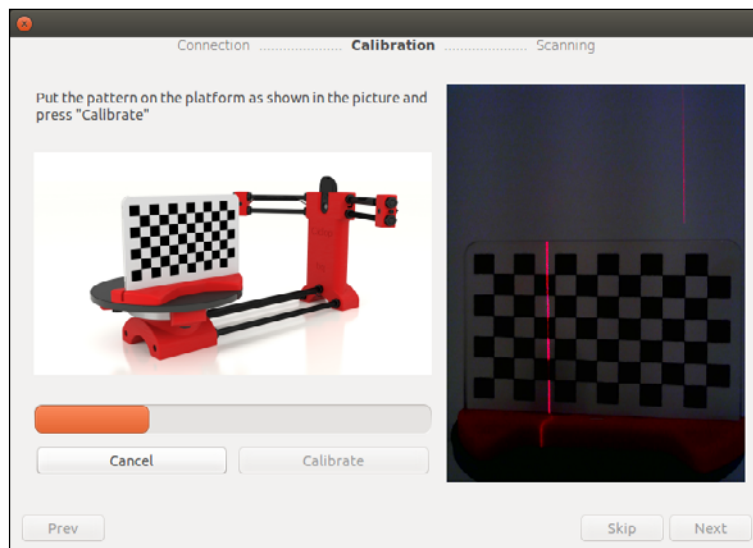 Connection ..................... Calibration ..................... Scanning
Put the pattern on the platform as shown in the picture and
press "Calibrate"
Cancel
Calibrate
Prev
Skip
Next